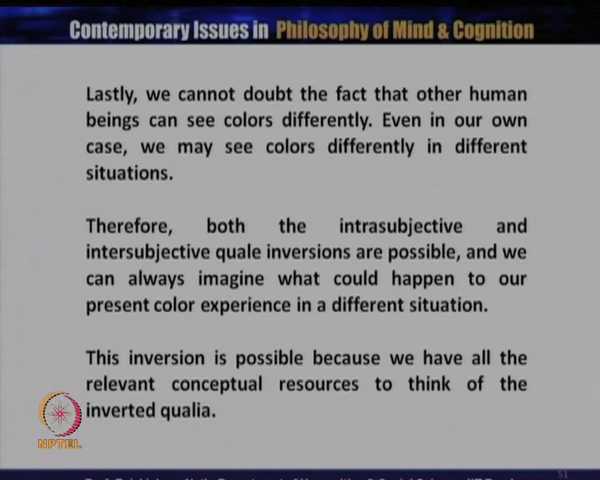 Contemporary Issues in Philosophy of Mind & Cognition
Lastly, we cannot doubt the fact that other human
beings can see colors differently. Even in our own
case, we may see colors differently in different
situations.
Therefore, both the intrasubjective and
intersubjective quale inversions are possible, and we
can always imagine what could happen to our
present color experience in a different situation.
This inversion is possible because we have all the
relevant conceptual resources to think of the
inverted qualia.
NPTEL
51